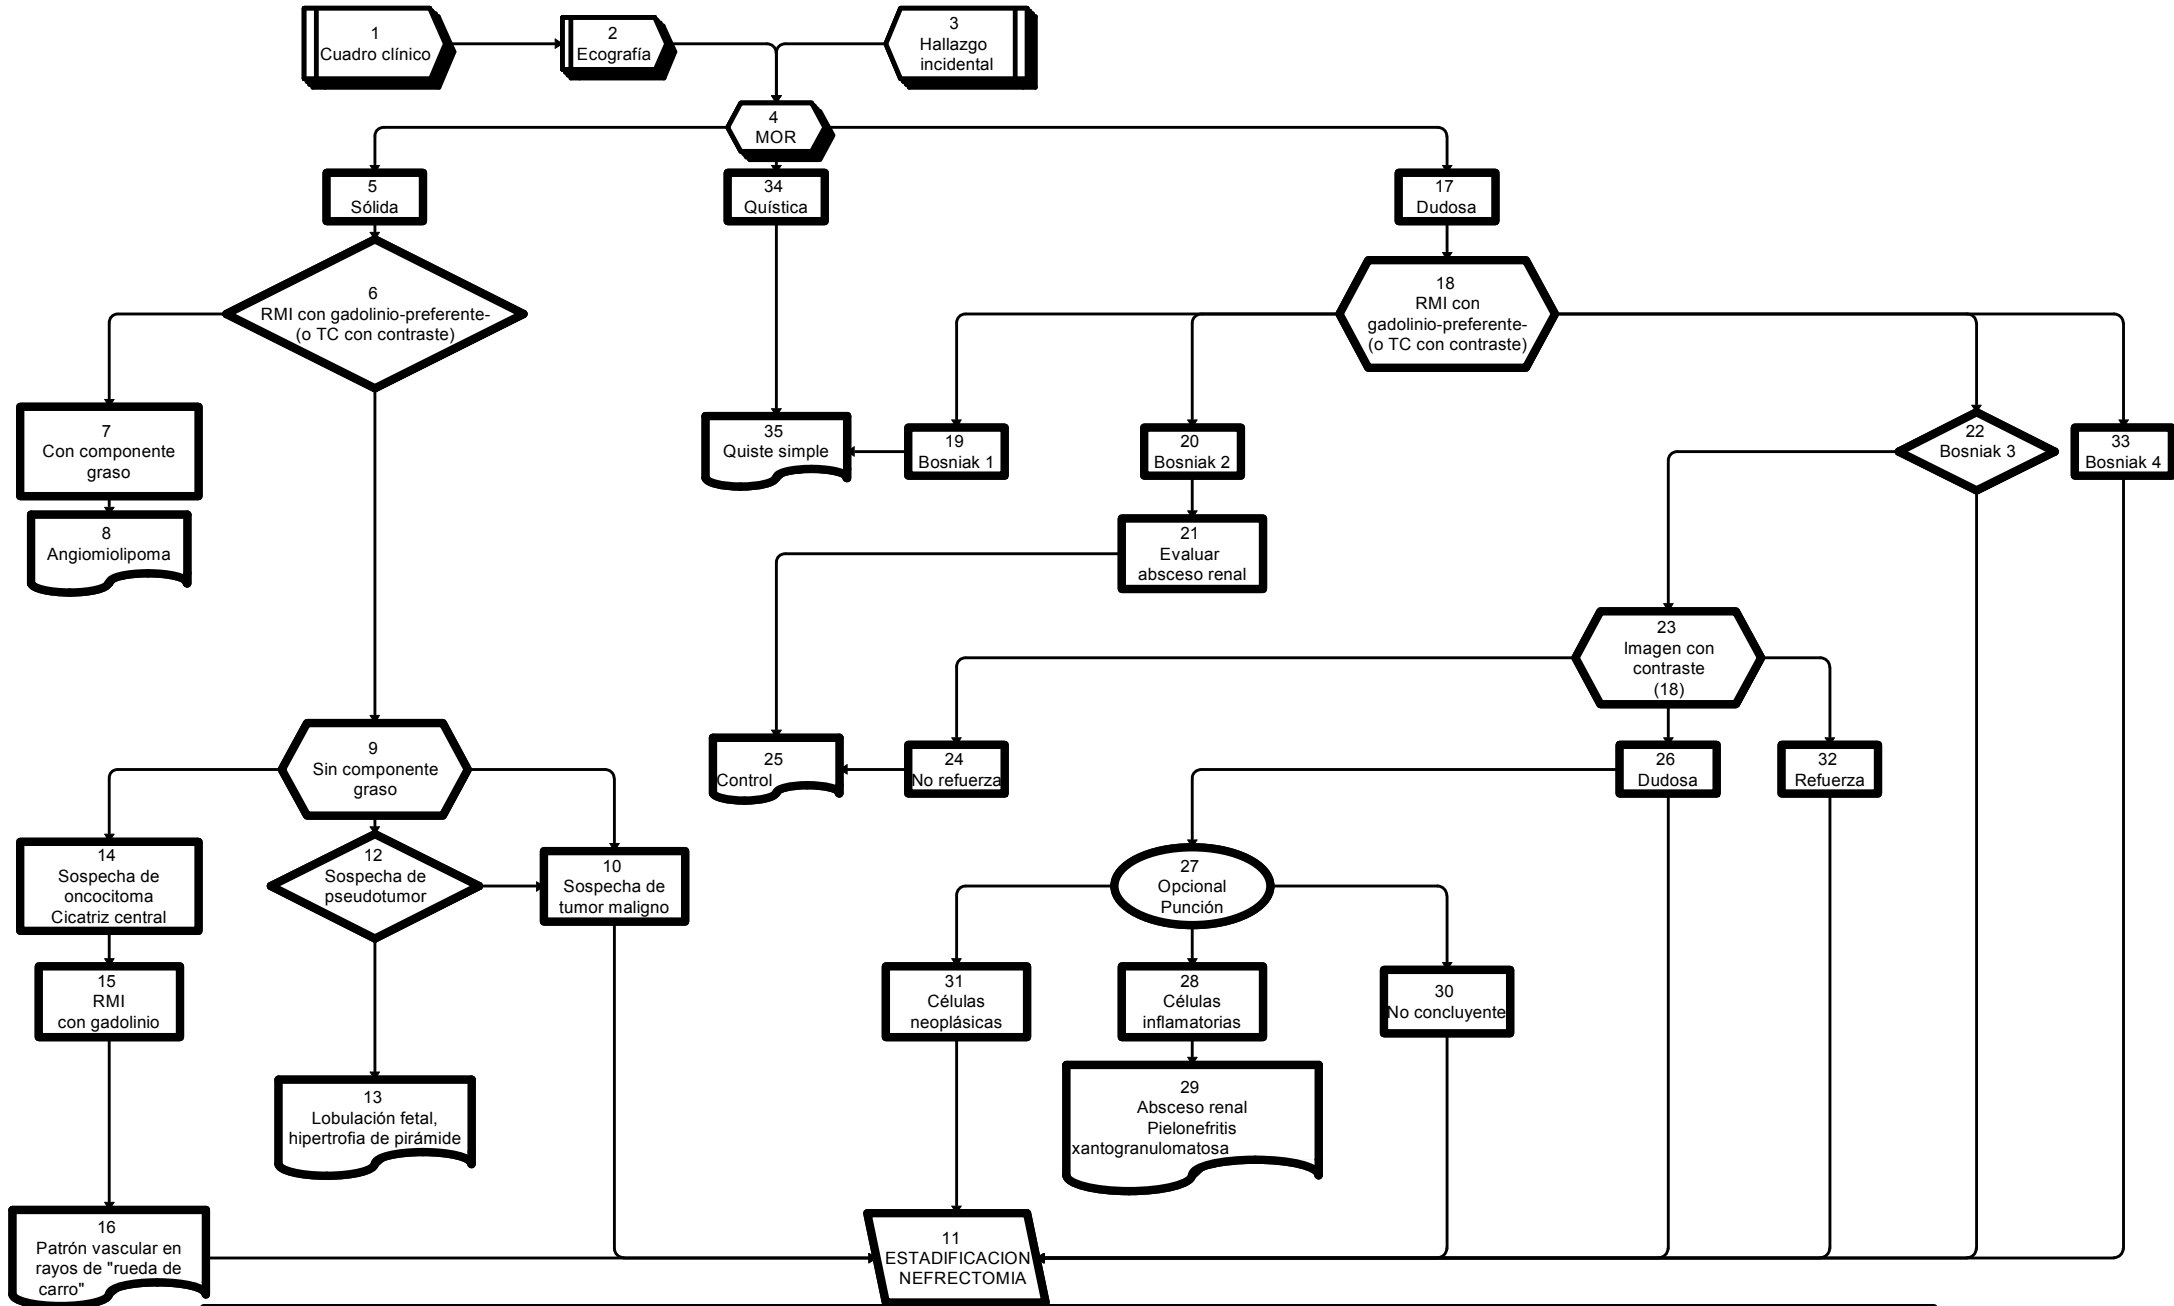 1
Cuadro clínico
2
Ecografía
3
Hallazgo
incidental
4
MOR
5
Sólida
34
Quística
17
Dudosa
6
RMI con gadolinio-preferente-
(o TC con contraste)
18
RMI con
gadolinio-preferente-
(o TC con contraste)
7
Con componente
graso
35
Quiste simple
19
Bosniak 1
20
Bosniak 2
22
Bosniak 3
33
Bosniak 4
8
Angiomiolipoma
21
Evaluar
absceso renal
23
Imagen con
contraste
(18)
9
Sin componente
graso
25
Control
24
No refuerza
26
Dudosa
32
Refuerza
14
Sospecha de
oncocitoma
Cicatriz central
12
Sospecha de
pseudotumor
10
Sospecha de
tumor maligno
27
Opcional
Punción
15
RMI
con gadolinio
31
Células
neoplásicas
28
Células
inflamatorias
30
No concluyente
13
Lobulación fetal,
hipertrofia de pirámide
29
Absceso renal
Pielonefritis
xantogranulomatosa
16
Patrón vascular en
rayos de "rueda de
carro"
11
ESTADIFICACION
NEFRECTOMIA